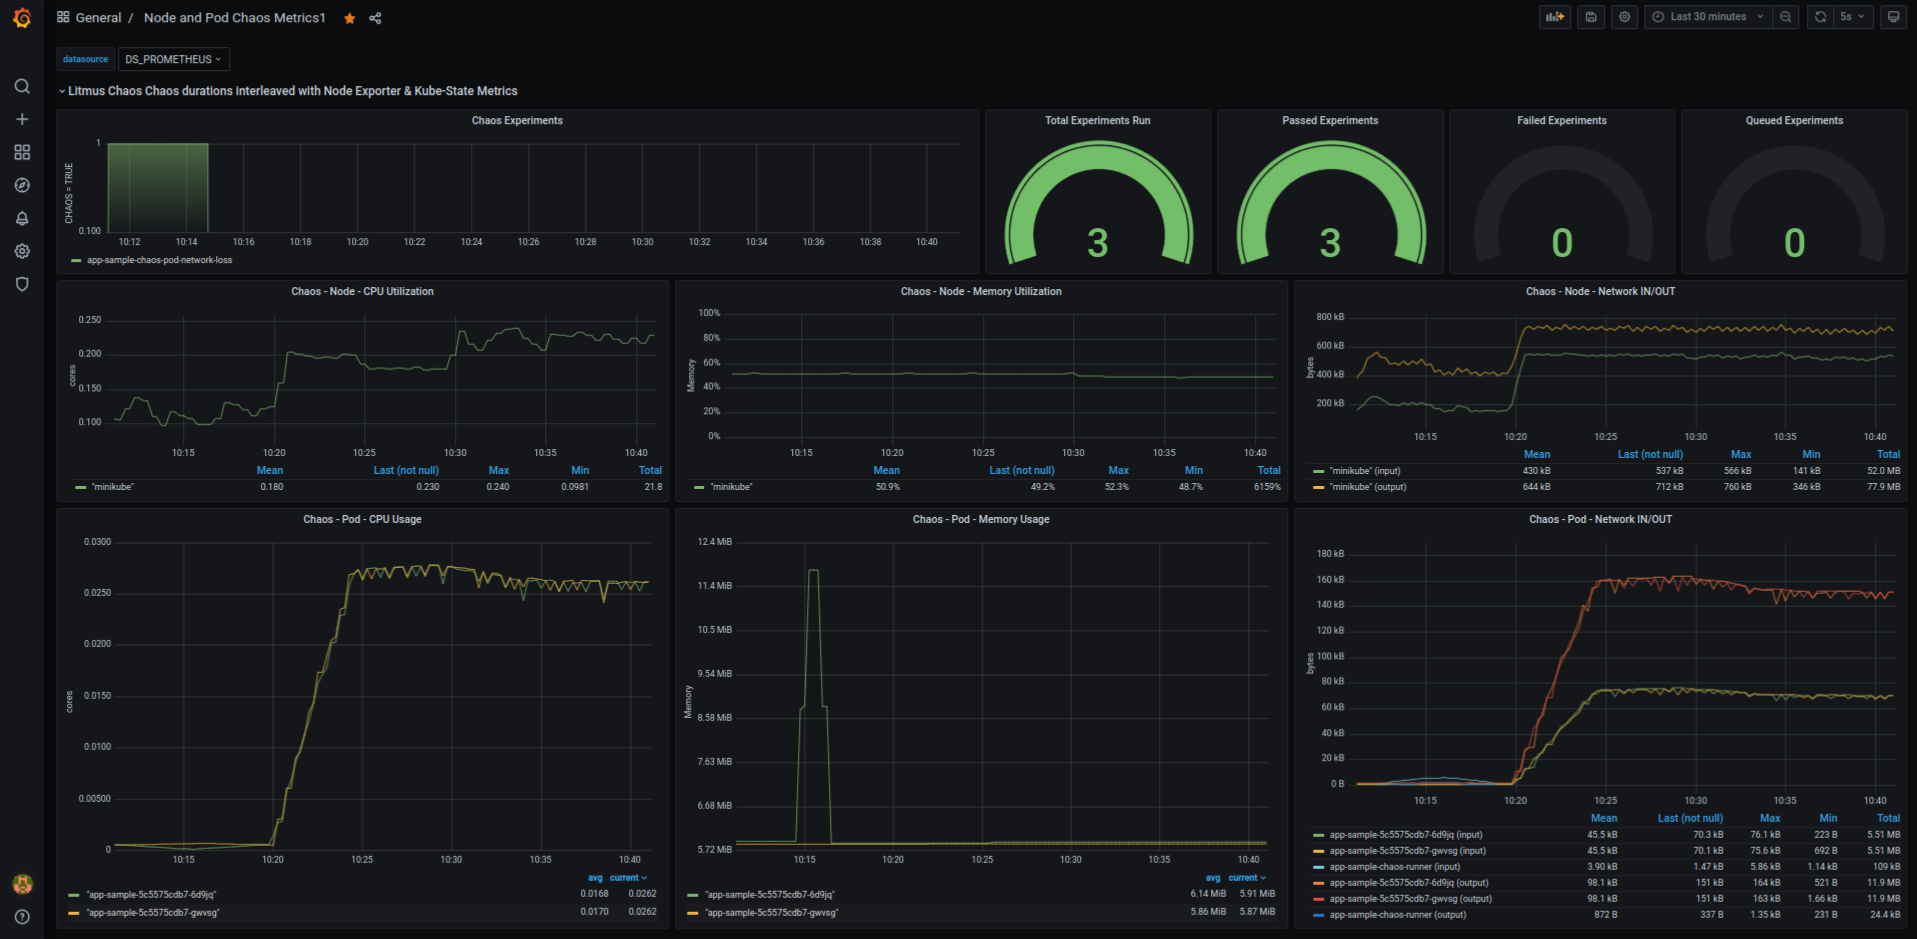 General / Node and Pod Chaos Metrics1
Last 30 minutes
5s
datasource
DS_PROMETHEUS
Litmus Chaos Chaos durations interleaved with Node Exporter & Kube-State Metrics
Chaos Experiments
CHAOS = TRUE
1
0.100
10:12 10:14 10:16 10:18 10:20 10:22 10:24 10:26 10:28 10:30 10:32 10:34 10:36 10:38 10:40
app-sample-chaos-pod-network-loss
Total Experiments Run
3
Passed Experiments
3
Failed Experiments
0
Queued Experiments
0
Chaos - Node - CPU Utilization
cores
0.250
0.200
0.150
0.100
10:15 10:20 10:25 10:30 10:35 10:40
Mean Last (not null) Max Min Total
"minikube" 0.180 0.230 0.240 0.0981 21.8
Chaos - Node - Memory Utilization
Memory
100%
80%
60%
40%
20%
0%
10:15 10:20 10:25 10:30 10:35 10:40
Mean Last (not null) Max Min Total
"minikube" 50.9% 49.2% 52.3% 48.7% 6159%
Chaos - Node - Network IN/OUT
bytes
800 kB
600 kB
400 kB
200 kB
10:15 10:20 10:25 10:30 10:35 10:40
Mean Last (not null) Max Min Total
"minikube" (input) 430 kB 537 kB 566 kB 141 kB 52.0 MB
"minikube" (output) 644 kB 712 kB 760 kB 346 kB 77.9 MB
Chaos - Pod - CPU Usage
cores
0.0300
0.0250
0.0200
0.0150
0.0100
0.00500
0
10:15 10:20 10:25 10:30 10:35 10:40
avg current
"app-sample-5c5575cdb7-6d9jq" 0.0168 0.0262
"app-sample-5c5575cdb7-gwvsg" 0.0170 0.0262
Chaos - Pod - Memory Usage
Memory
12.4 MiB
11.4 MiB
10.5 MiB
9.54 MiB
8.58 MiB
7.63 MiB
6.68 MiB
5.72 MiB
10:15 10:20 10:25 10:30 10:35 10:40
avg current
"app-sample-5c5575cdb7-6d9jq" 6.14 MiB 5.91 MiB
"app-sample-5c5575cdb7-gwvsg" 5.86 MiB 5.87 MiB
Chaos - Pod - Network IN/OUT
bytes
180 kB
160 kB
140 kB
120 kB
100 kB
80 kB
60 kB
40 kB
20 kB
0 B
10:15 10:20 10:25 10:30 10:35 10:40
Mean Last (not null) Max Min Total
app-sample-5c5575cdb7-6d9jq (input) 45.5 kB 70.3 kB 76.1 kB 223 B 5.51 MB
app-sample-5c5575cdb7-gwvsg (input) 45.5 kB 70.1 kB 75.6 kB 692 B 5.51 MB
app-sample-chaos-runner (input) 3.90 kB 1.47 kB 5.86 kB 1.14 kB 109 kB
app-sample-5c5575cdb7-6d9jq (output) 98.1 kB 151 kB 164 kB 521 B 11.9 MB
app-sample-5c5575cdb7-gwvsg (output) 98.1 kB 151 kB 163 kB 1.66 kB 11.9 MB
app-sample-chaos-runner (output) 872 B 337 B 1.35 kB 231 B 24.4 kB